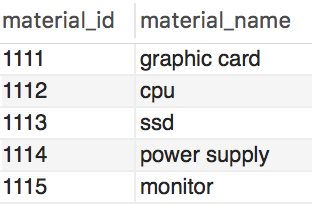 material_id material_name
1111 graphic card
1112 cpu
1113 ssd
1114 power supply
1115 monitor